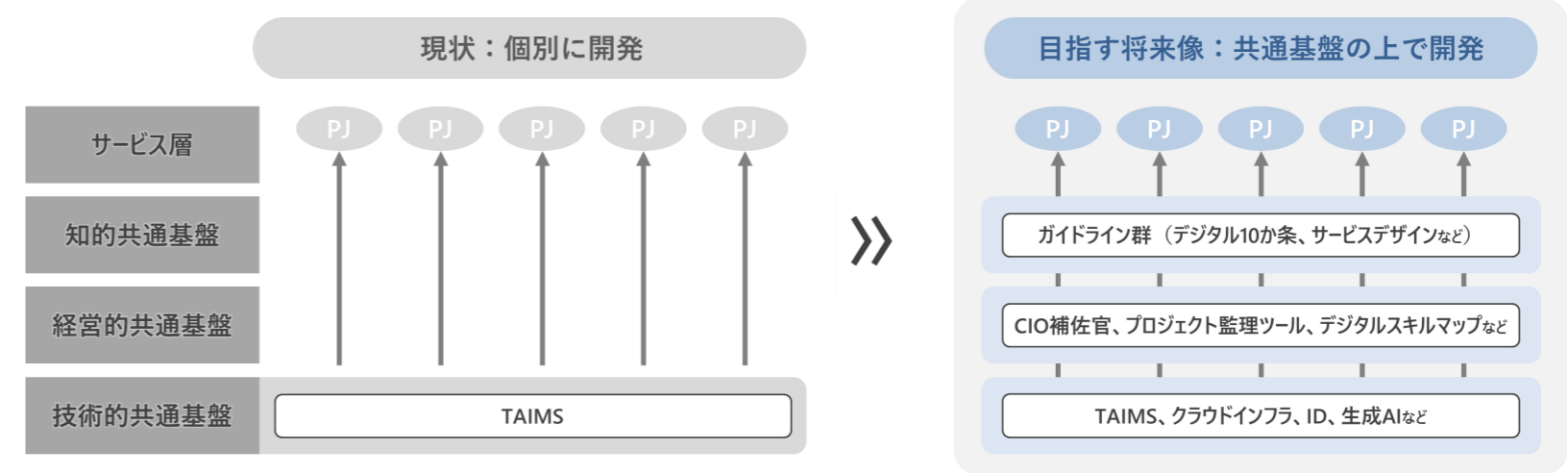 現状：個別に開発
目指す将来像：共通基盤の上で開発
サービス層
PJ PJ PJ PJ PJ
PJ PJ PJ PJ PJ
知的共通基盤
ガイドライン群（デジタル10か条、サービスデザインなど）
経営的共通基盤
CIO補佐官、プロジェクト監理ツール、デジタルスキルマップなど
技術的共通基盤
TAIMS
TAIMS、クラウドインフラ、ID、生成AIなど